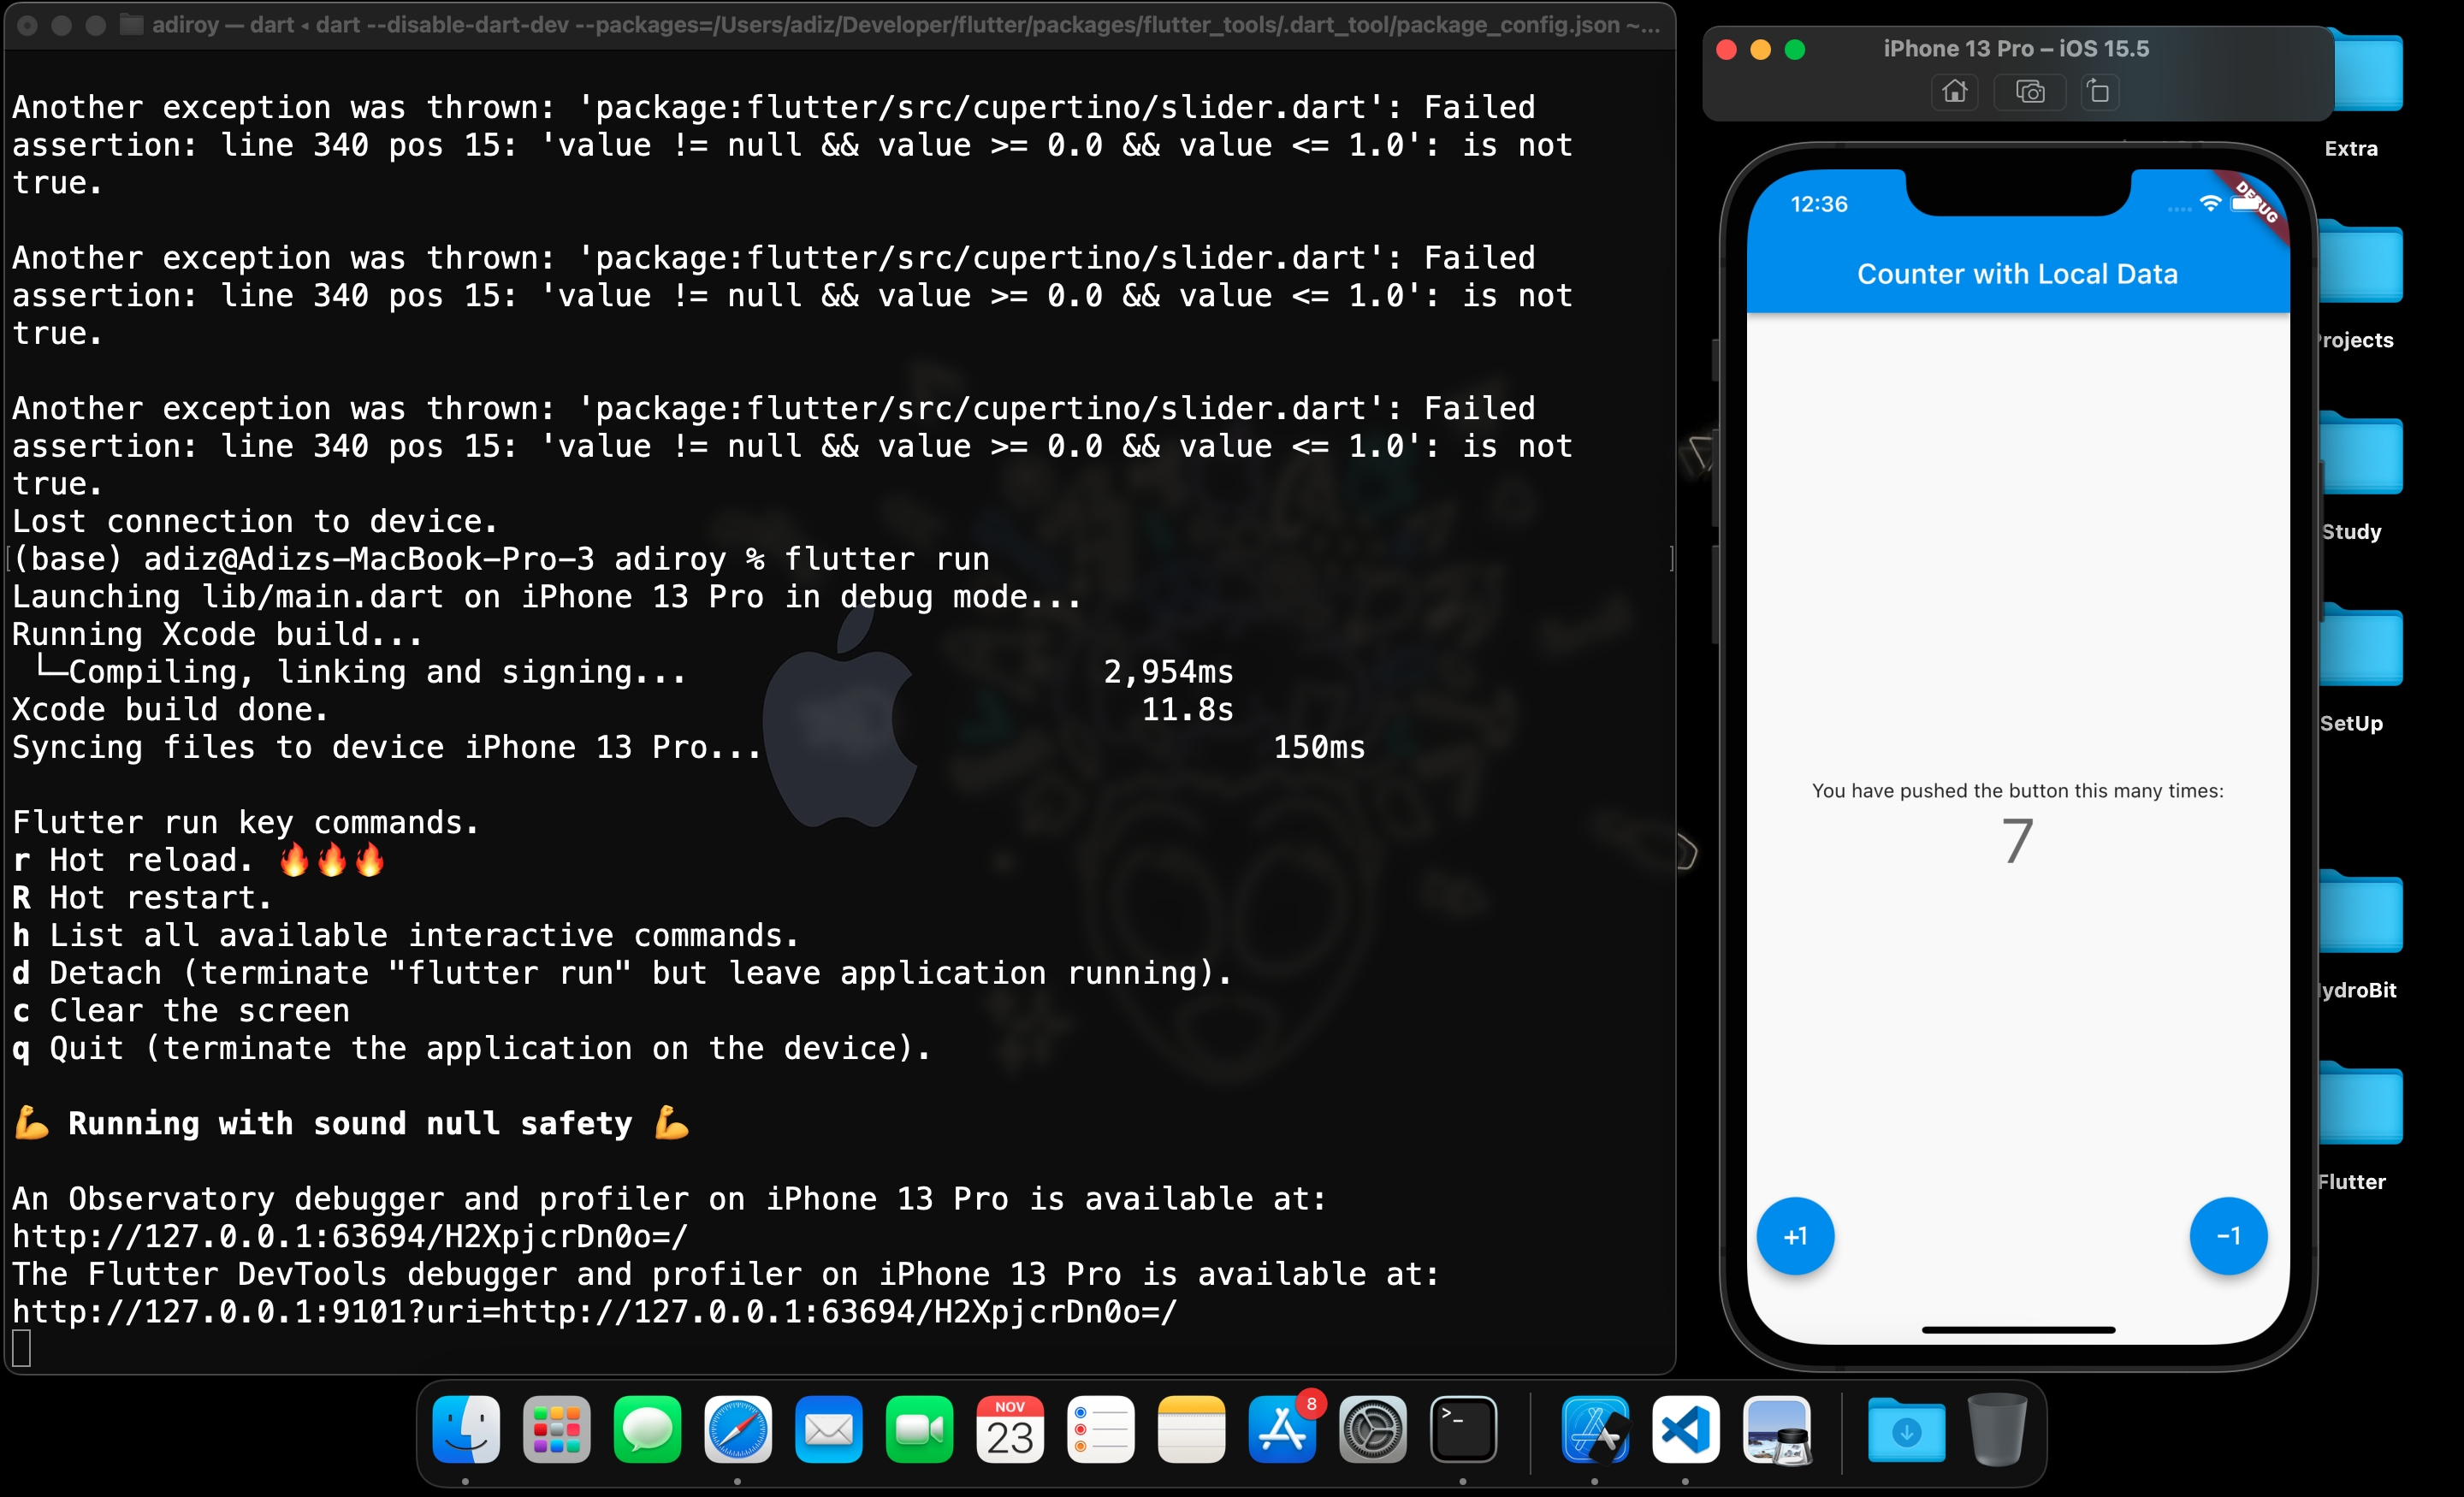 adiroy — dart ◂ dart --disable-dart-dev --packages=/Users/adiz/Developer/flutter/packages/flutter_tools/.dart_tool/package_config.json ~...
Another exception was thrown: 'package:flutter/src/cupertino/slider.dart': Failed
assertion: line 340 pos 15: 'value != null && value >= 0.0 && value <= 1.0': is not
true.
Another exception was thrown: 'package:flutter/src/cupertino/slider.dart': Failed
assertion: line 340 pos 15: 'value != null && value >= 0.0 && value <= 1.0': is not
true.
Another exception was thrown: 'package:flutter/src/cupertino/slider.dart': Failed
assertion: line 340 pos 15: 'value != null && value >= 0.0 && value <= 1.0': is not
true.
Lost connection to device.
[(base) adiz@Adizs-MacBook-Pro-3 adiroy % flutter run ]
Launching lib/main.dart on iPhone 13 Pro in debug mode...
Running Xcode build...
└─Compiling, linking and signing... 2,954ms
Xcode build done. 11.8s
Syncing files to device iPhone 13 Pro... 150ms
Flutter run key commands.
r Hot reload. 🔥🔥🔥
R Hot restart.
h List all available interactive commands.
d Detach (terminate "flutter run" but leave application running).
c Clear the screen
q Quit (terminate the application on the device).
💪 Running with sound null safety 💪
An Observatory debugger and profiler on iPhone 13 Pro is available at:
http://127.0.0.1:63694/H2XpjcrDn0o=/
The Flutter DevTools debugger and profiler on iPhone 13 Pro is available at:
http://127.0.0.1:9101?uri=http://127.0.0.1:63694/H2XpjcrDn0o=/
iPhone 13 Pro – iOS 15.5
12:36
DEBUG
Counter with Local Data
You have pushed the button this many times:
7
+1
-1
Extra
rojects
Study
SetUp
ydroBit
Flutter
NOV
23
8
>_